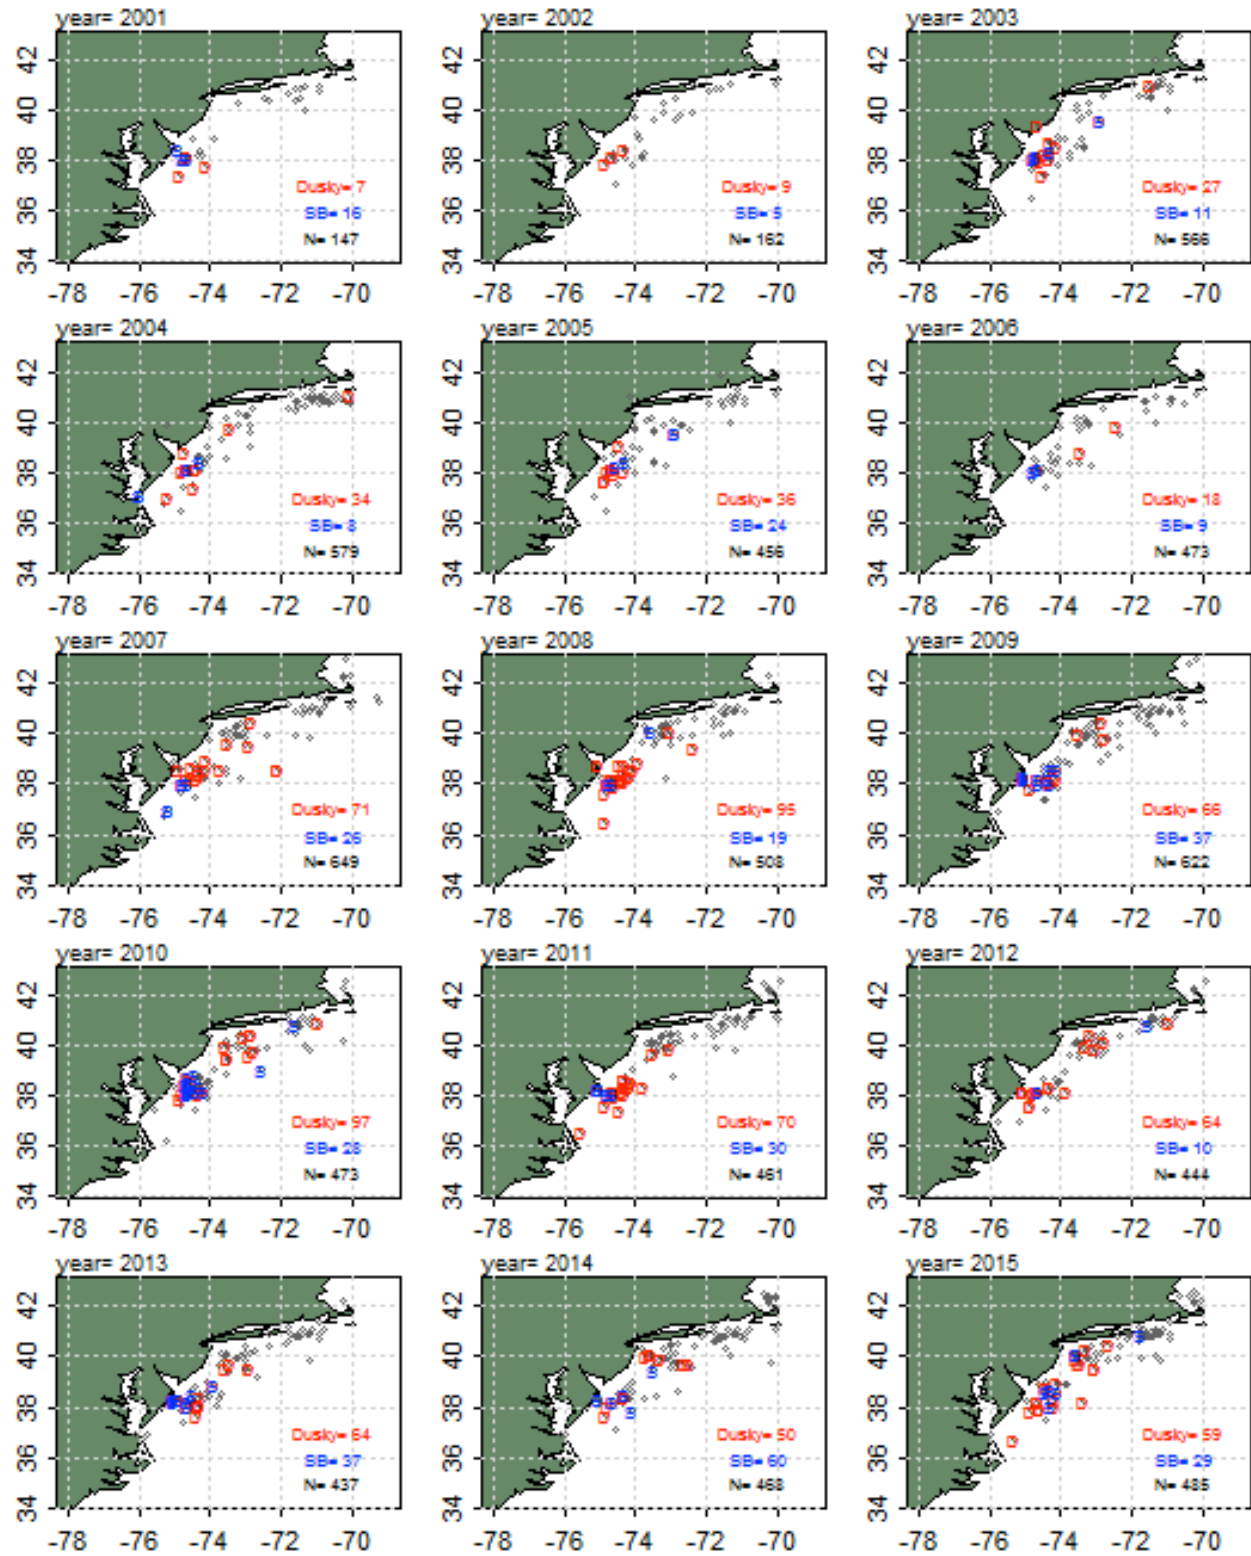 year= 2001
year= 2002
year= 2003
42
40
38
36
34
Dusky= 7
SB= 16
N= 147
-78 -76 -74 -72 -70
42
40
38
36
34
Dusky= 9
SB= 5
N= 162
-78 -76 -74 -72 -70
42
40
38
36
34
Dusky= 27
SB= 11
N= 566
-78 -76 -74 -72 -70
year= 2004
year= 2005
year= 2006
42
40
38
36
34
Dusky= 34
SB= 8
N= 579
-78 -76 -74 -72 -70
42
40
38
36
34
Dusky= 36
SB= 24
N= 456
-78 -76 -74 -72 -70
42
40
38
36
34
Dusky= 18
SB= 9
N= 473
-78 -76 -74 -72 -70
year= 2007
year= 2008
year= 2009
42
40
38
36
34
Dusky= 71
SB= 26
N= 649
-78 -76 -74 -72 -70
42
40
38
36
34
Dusky= 95
SB= 19
N= 508
-78 -76 -74 -72 -70
42
40
38
36
34
Dusky= 66
SB= 37
N= 622
-78 -76 -74 -72 -70
year= 2010
year= 2011
year= 2012
42
40
38
36
34
Dusky= 97
SB= 28
N= 473
-78 -76 -74 -72 -70
42
40
38
36
34
Dusky= 70
SB= 30
N= 461
-78 -76 -74 -72 -70
42
40
38
36
34
Dusky= 64
SB= 10
N= 444
-78 -76 -74 -72 -70
year= 2013
year= 2014
year= 2015
42
40
38
36
34
Dusky= 64
SB= 37
N= 437
-78 -76 -74 -72 -70
42
40
38
36
34
Dusky= 50
SB= 60
N= 468
-78 -76 -74 -72 -70
42
40
38
36
34
Dusky= 59
SB= 29
N= 485
-78 -76 -74 -72 -70